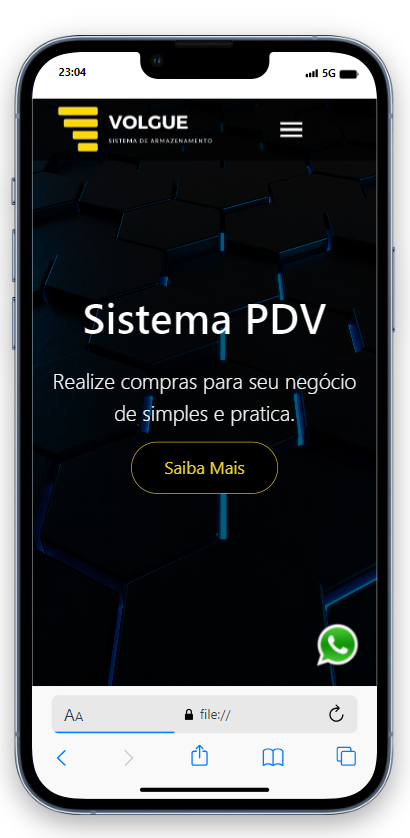 23:04
5G
VOLGUE
SISTEMA DE ARMAZENAMENTO
Sistema PDV
Realize compras para seu negócio
de simples e pratica.
Saiba Mais
AA
file://